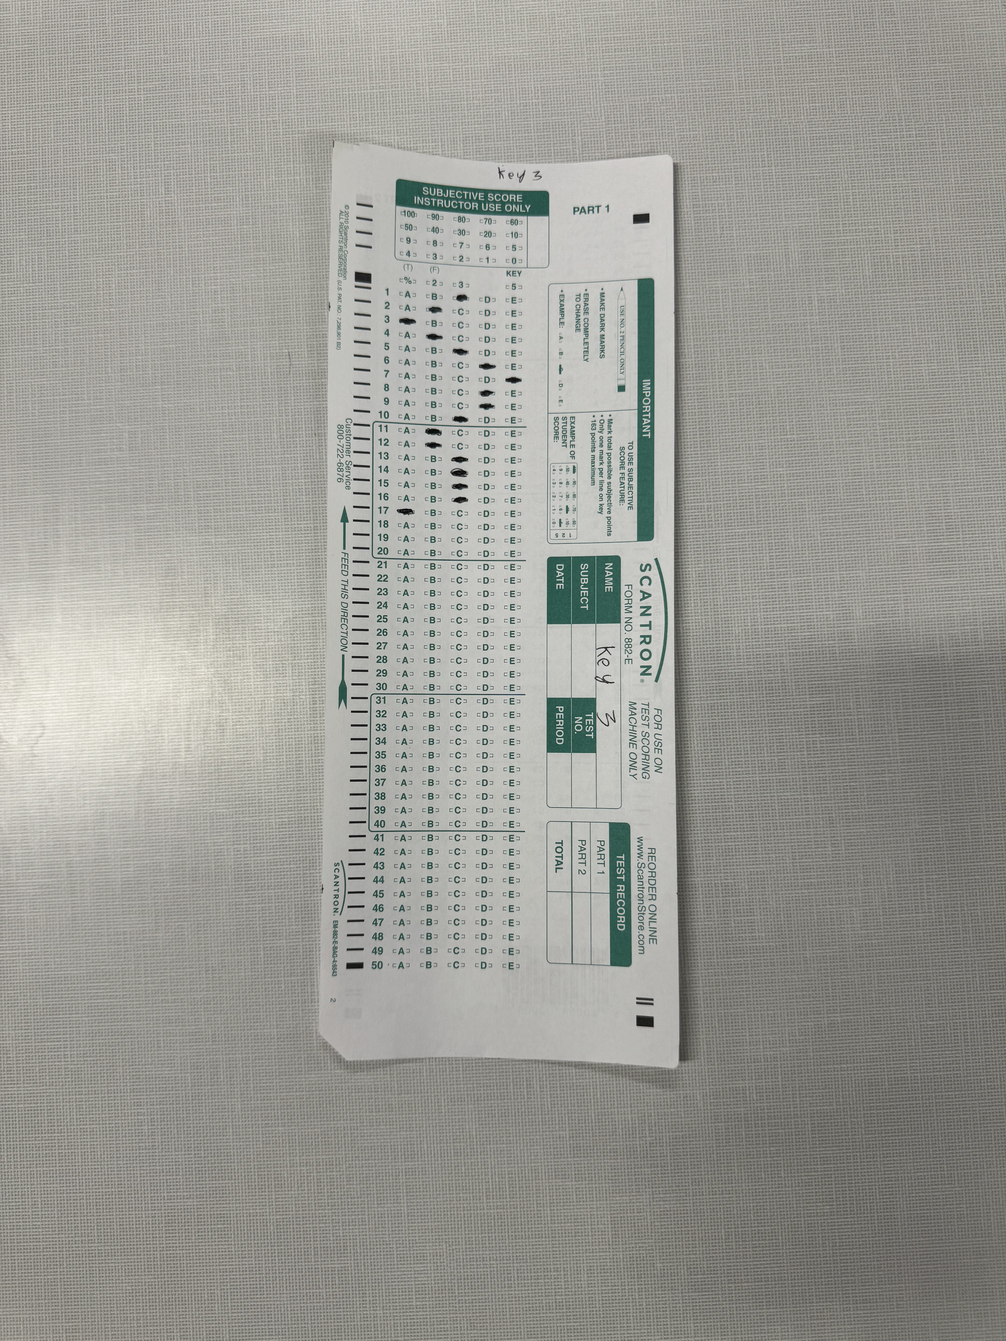 Key 3
SUBJECTIVE SCORE
INSTRUCTOR USE ONLY
100 90 80 70 60
50 40 30 20 10
9 8 7 6 5
4 3 2 1 0
(T) (F) KEY
% 2 3 5
1 A B D E
2 A C D E
3 B C D E
4 A C D E
5 A B D E
6 A B C E
7 A B C D
8 A B C E
9 A B C E
10 A B D E
11 A C D E
12 A C D E
13 A B D E
14 A B D E
15 A B D E
16 A B D E
17 B C D E
18 A B C D E
19 A B C D E
20 A B C D E
21 A B C D E
22 A B C D E
23 A B C D E
24 A B C D E
25 A B C D E
26 A B C D E
27 A B C D E
28 A B C D E
29 A B C D E
30 A B C D E
31 A B C D E
32 A B C D E
33 A B C D E
34 A B C D E
35 A B C D E
36 A B C D E
37 A B C D E
38 A B C D E
39 A B C D E
40 A B C D E
41 A B C D E
42 A B C D E
43 A B C D E
44 A B C D E
45 A B C D E
46 A B C D E
47 A B C D E
48 A B C D E
49 A B C D E
50 A B C D E
PART 1
IMPORTANT
USE NO. 2 PENCIL ONLY
• MAKE DARK MARKS
• ERASE COMPLETELY
TO CHANGE
• EXAMPLE: A B D E
TO USE SUBJECTIVE
SCORE FEATURE:
• Mark total possible subjective points
• Only one mark per line on key
• 163 points maximum
EXAMPLE OF
STUDENT
SCORE:
SCANTRON®
FORM NO. 882-E
FOR USE ON
TEST SCORING
MACHINE ONLY
REORDER ONLINE
www.ScantronStore.com
NAME Key 3
SUBJECT TEST NO.
DATE PERIOD
TEST RECORD
PART 1
PART 2
TOTAL
© 2010 Scantron Corporation
ALL RIGHTS RESERVED
Customer Service
800-722-6876
FEED THIS DIRECTION
SCANTRON.
2